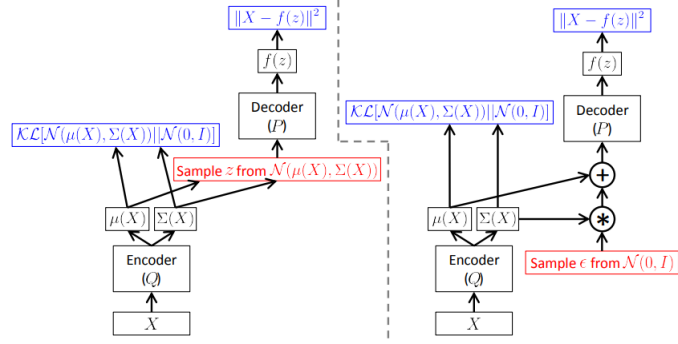 ‖X − f(z)‖²
f(z)
Decoder
(P)
𝒦ℒ[𝒩(μ(X), Σ(X))||𝒩(0, I)]
Sample z from 𝒩(μ(X), Σ(X))
μ(X)
Σ(X)
Encoder
(Q)
X
‖X − f(z)‖²
f(z)
Decoder
(P)
𝒦ℒ[𝒩(μ(X), Σ(X))||𝒩(0, I)]
+
μ(X)
Σ(X)
*
Encoder
(Q)
Sample ϵ from 𝒩(0, I)
X